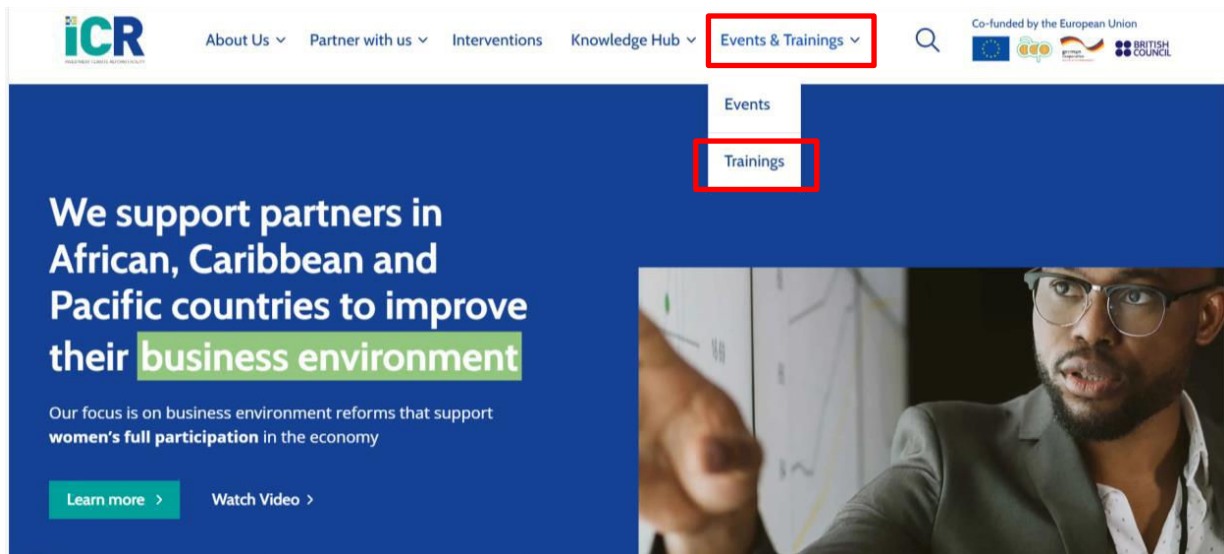 iCR
About Us Partner with us Interventions Knowledge Hub Events & Trainings
Co-funded by the European Union
BRITISH
COUNCIL
Events
Trainings
We support partners in
African, Caribbean and
Pacific countries to improve
their business environment
Our focus is on business environment reforms that support
women's full participation in the economy
Learn more >
Watch Video >